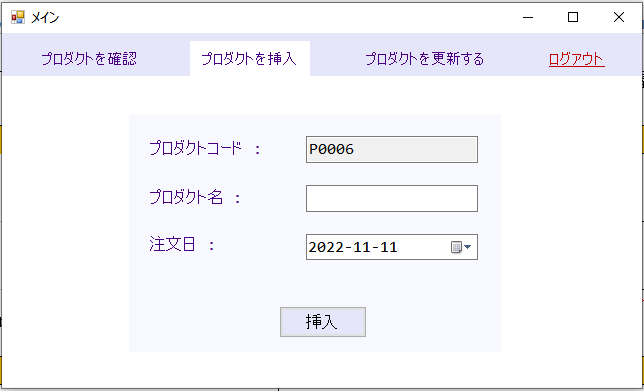 メイン
プロダクトを確認 プロダクトを挿入 プロダクトを更新する ログアウト
プロダクトコード : P0006
プロダクト名 :
注文日 : 2022-11-11
挿入